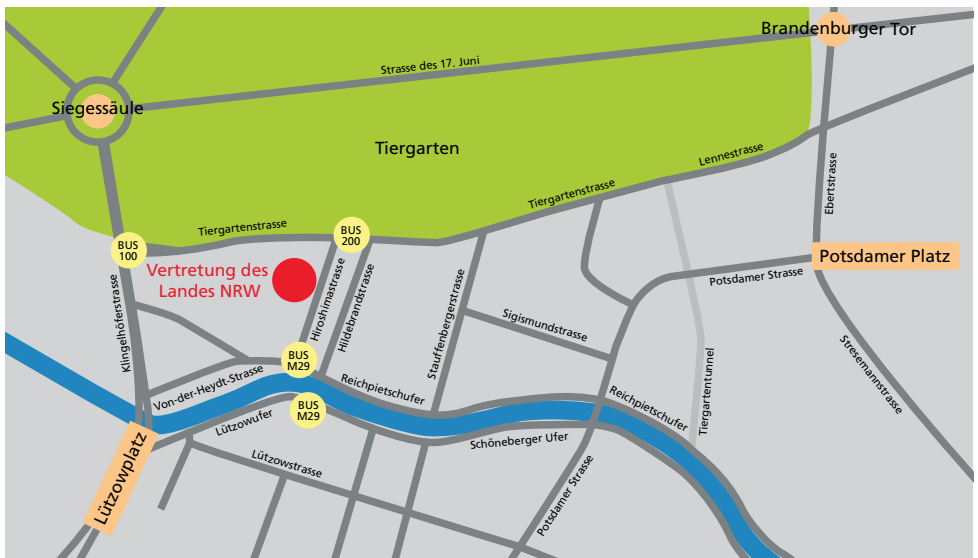 Brandenburger Tor
Strasse des 17. Juni
Siegessäule
Tiergarten
Lennestrasse
Tiergartenstrasse
Ebertstrasse
Tiergartenstrasse
BUS
200
BUS
100
Potsdamer Platz
Vertretung des
Landes NRW
Potsdamer Strasse
Hiroshimastrasse
Hildebrandstrasse
Stauffenbergerstrasse
Sigismundstrasse
Klingelhöferstrasse
Tiergartentunnel
Stresemannstrasse
BUS
M29
Von-der-Heydt-Strasse
Reichpietschufer
Reichpietschufer
BUS
M29
Lützowufer
Schöneberger Ufer
Lützowstrasse
Lützowplatz
Potsdamer Strasse